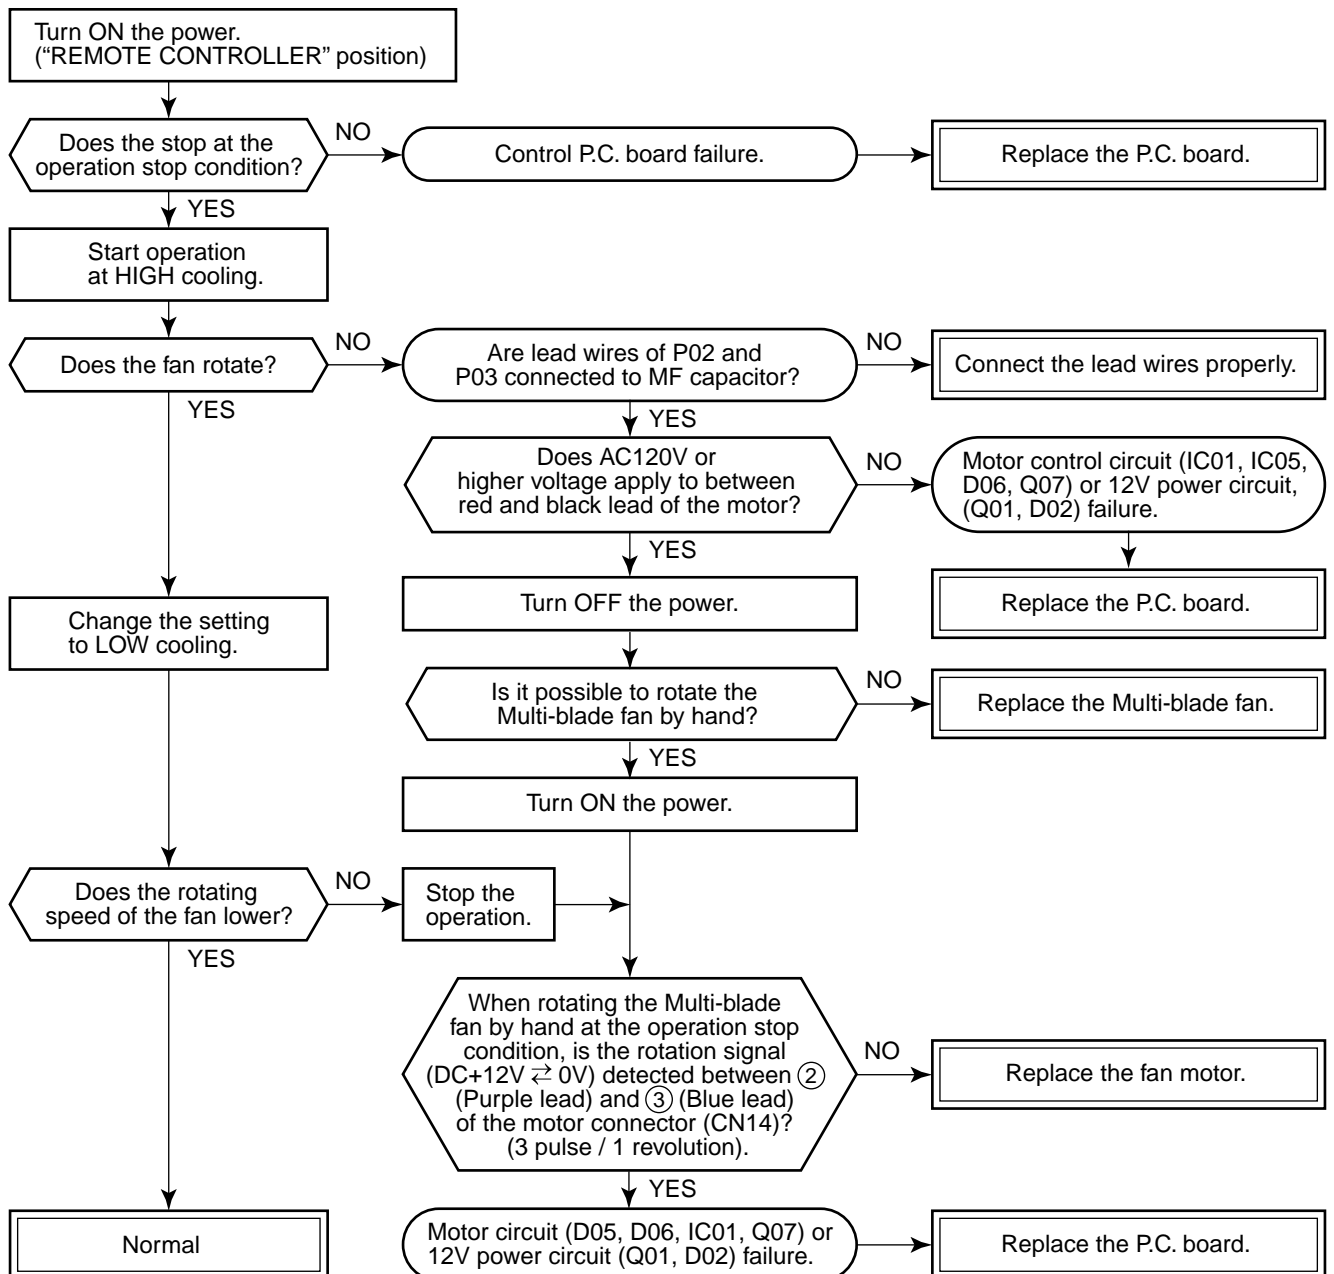 Turn ON the power.
(“REMOTE CONTROLLER” position)
Does the stop at the
operation stop condition?
NO
Control P.C. board failure.
Replace the P.C. board.
YES
Start operation
at HIGH cooling.
Does the fan rotate?
NO
Are lead wires of P02 and
P03 connected to MF capacitor?
NO
Connect the lead wires properly.
YES
YES
Does AC120V or
higher voltage apply to between
red and black lead of the motor?
NO
Motor control circuit (IC01, IC05,
D06, Q07) or 12V power circuit,
(Q01, D02) failure.
YES
Replace the P.C. board.
Turn OFF the power.
Change the setting
to LOW cooling.
Is it possible to rotate the
Multi-blade fan by hand?
NO
Replace the Multi-blade fan.
YES
Turn ON the power.
Does the rotating
speed of the fan lower?
NO
Stop the
operation.
YES
When rotating the Multi-blade
fan by hand at the operation stop
condition, is the rotation signal
(DC+12V ⇄ 0V) detected between ②
(Purple lead) and ③ (Blue lead)
of the motor connector (CN14)?
(3 pulse / 1 revolution).
NO
Replace the fan motor.
YES
Normal
Motor circuit (D05, D06, IC01, Q07) or
12V power circuit (Q01, D02) failure.
Replace the P.C. board.